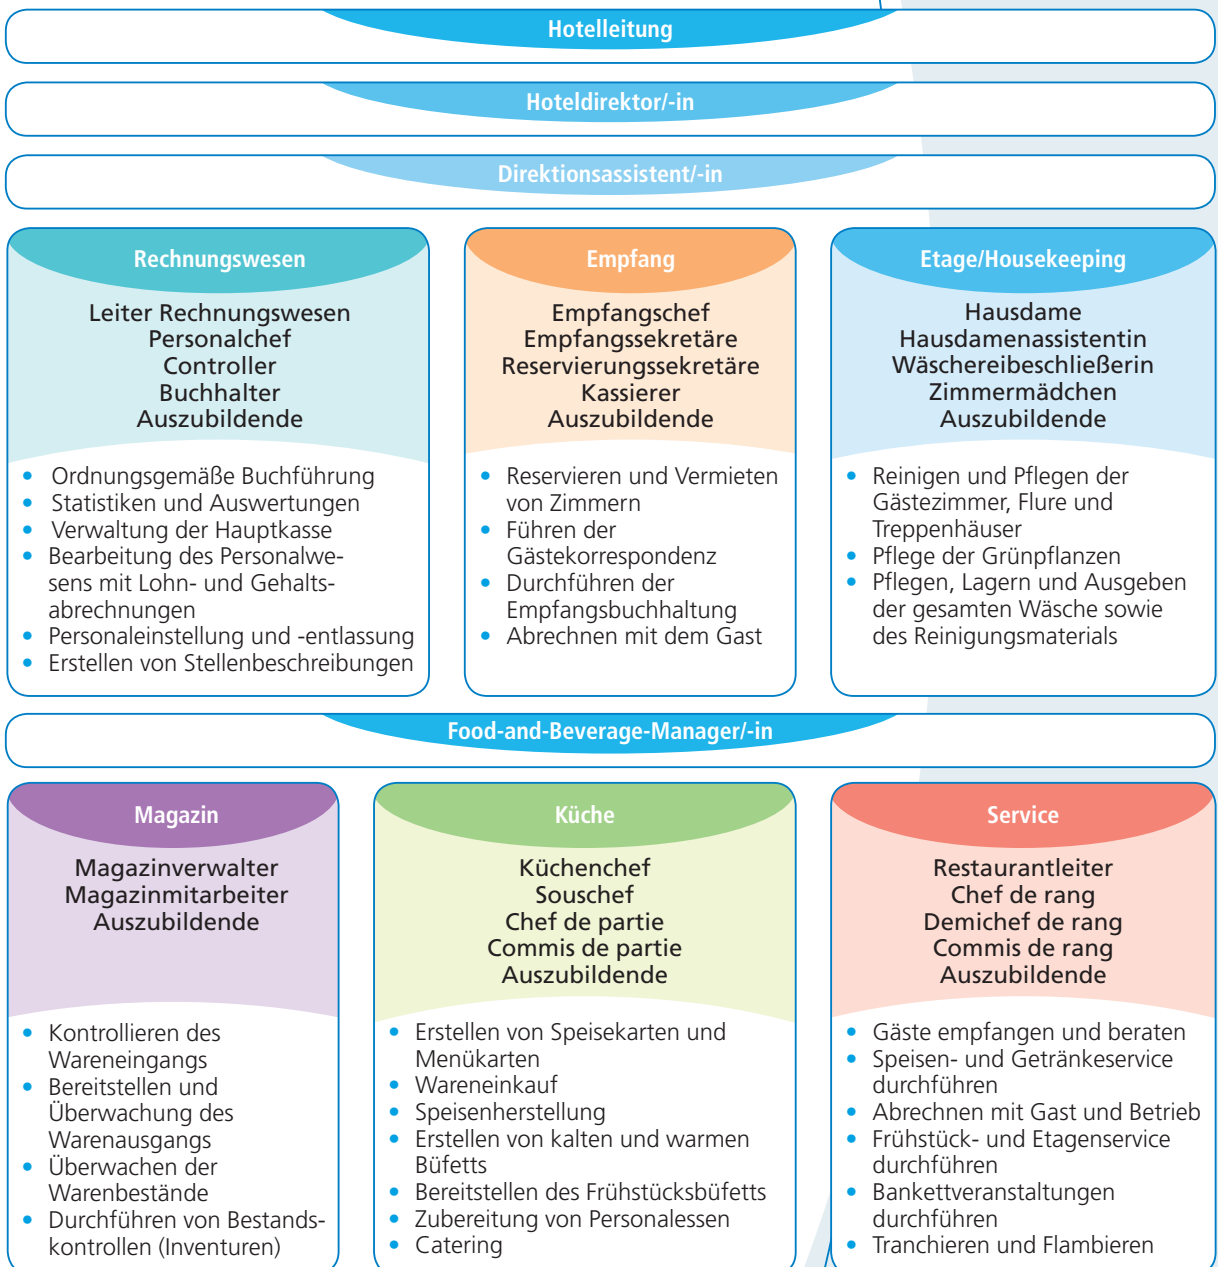 Hotelleitung
Hoteldirektor/-in
Direktionsassistent/-in
Rechnungswesen
Leiter Rechnungswesen
Personalchef
Controller
Buchhalter
Auszubildende
• Ordnungsgemäße Buchführung
• Statistiken und Auswertungen
• Verwaltung der Hauptkasse
• Bearbeitung des Personalwe-
sens mit Lohn- und Gehalts-
abrechnungen
• Personaleinstellung und -entlassung
• Erstellen von Stellenbeschreibungen
Empfang
Empfangschef
Empfangssekretäre
Reservierungssekretäre
Kassierer
Auszubildende
• Reservieren und Vermieten
von Zimmern
• Führen der
Gästekorrespondenz
• Durchführen der
Empfangsbuchhaltung
• Abrechnen mit dem Gast
Etage/Housekeeping
Hausdame
Hausdamenassistentin
Wäschereibeschließerin
Zimmermädchen
Auszubildende
• Reinigen und Pflegen der
Gästezimmer, Flure und
Treppenhäuser
• Pflege der Grünpflanzen
• Pflegen, Lagern und Ausgeben
der gesamten Wäsche sowie
des Reinigungsmaterials
Food-and-Beverage-Manager/-in
Magazin
Magazinverwalter
Magazinmitarbeiter
Auszubildende
• Kontrollieren des
Wareneingangs
• Bereitstellen und
Überwachung des
Warenausgangs
• Überwachen der
Warenbestände
• Durchführen von Bestands-
kontrollen (Inventuren)
Küche
Küchenchef
Souschef
Chef de partie
Commis de partie
Auszubildende
• Erstellen von Speisekarten und
Menükarten
• Wareneinkauf
• Speisenherstellung
• Erstellen von kalten und warmen
Büfetts
• Bereitstellen des Frühstücksbüfetts
• Zubereitung von Personalessen
• Catering
Service
Restaurantleiter
Chef de rang
Demichef de rang
Commis de rang
Auszubildende
• Gäste empfangen und beraten
• Speisen- und Getränkeservice
durchführen
• Abrechnen mit Gast und Betrieb
• Frühstück- und Etagenservice
durchführen
• Bankettveranstaltungen
durchführen
• Tranchieren und Flambieren